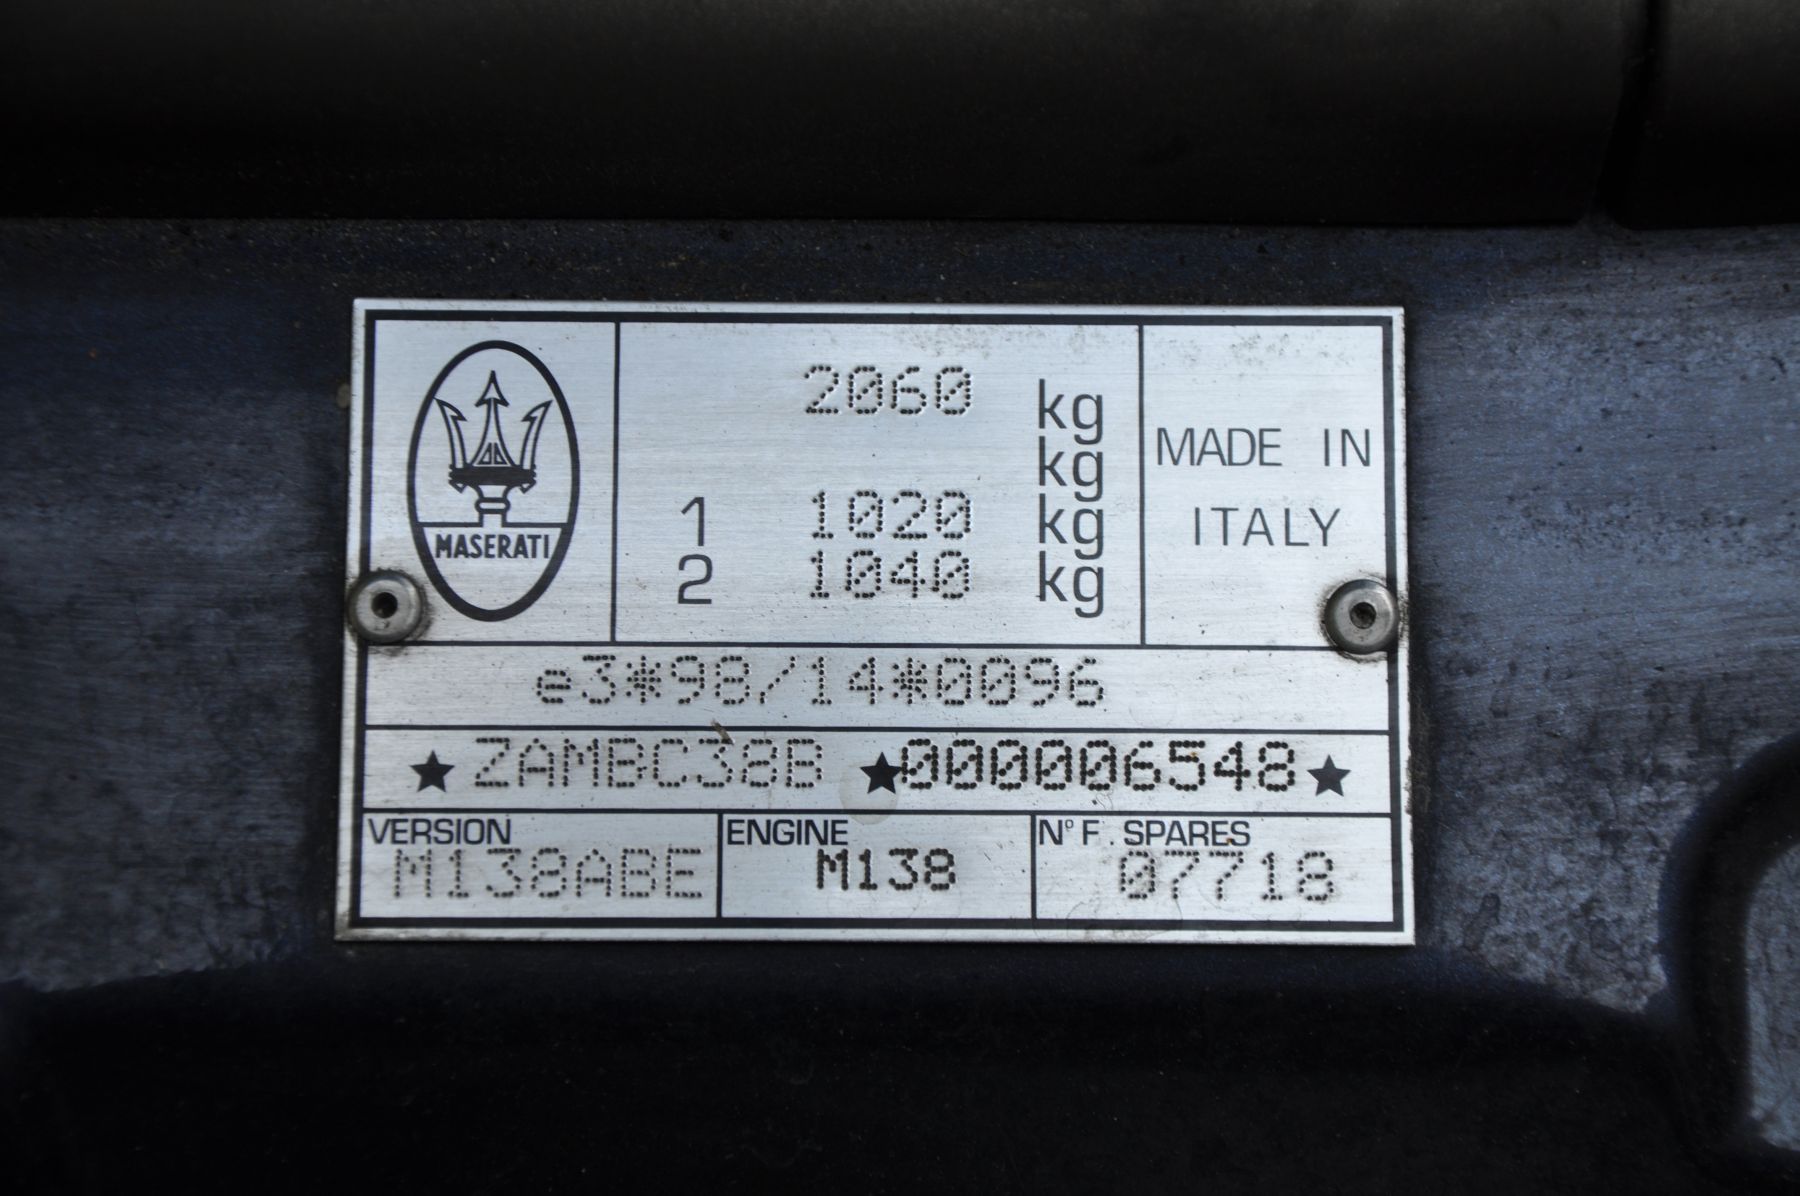 MASERATI
2060 kg
kg
1 1020 kg
2 1040 kg
MADE IN
ITALY
e3*98/14*0096
★ ZAMBC38B ★000006548★
VERSION
M138ABE
ENGINE
M138
Nº F. SPARES
07718